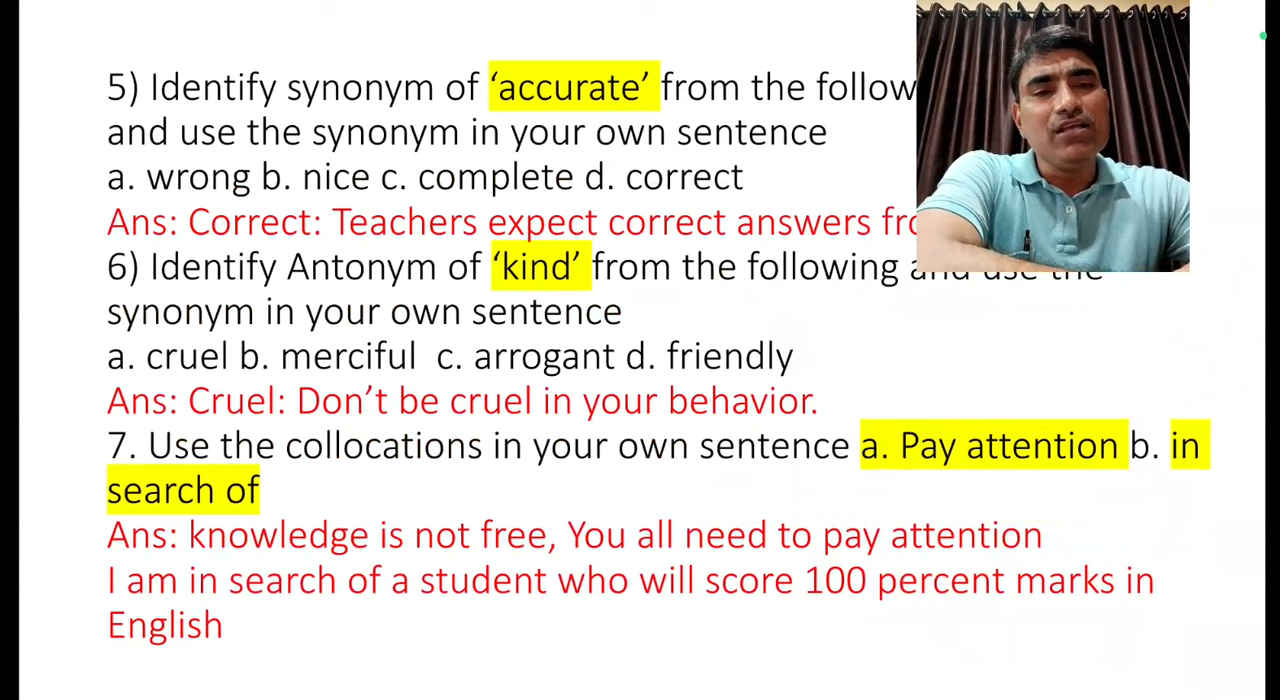 5) Identify synonym of ‘accurate’ from the follow
and use the synonym in your own sentence
a. wrong b. nice c. complete d. correct
Ans: Correct: Teachers expect correct answers
6) Identify Antonym of ‘kind’ from the following and use the
synonym in your own sentence
a. cruel b. merciful c. arrogant d. friendly
Ans: Cruel: Don’t be cruel in your behavior.
7. Use the collocations in your own sentence a. Pay attention b. in
search of
Ans: knowledge is not free, You all need to pay attention
I am in search of a student who will score 100 percent marks in
English